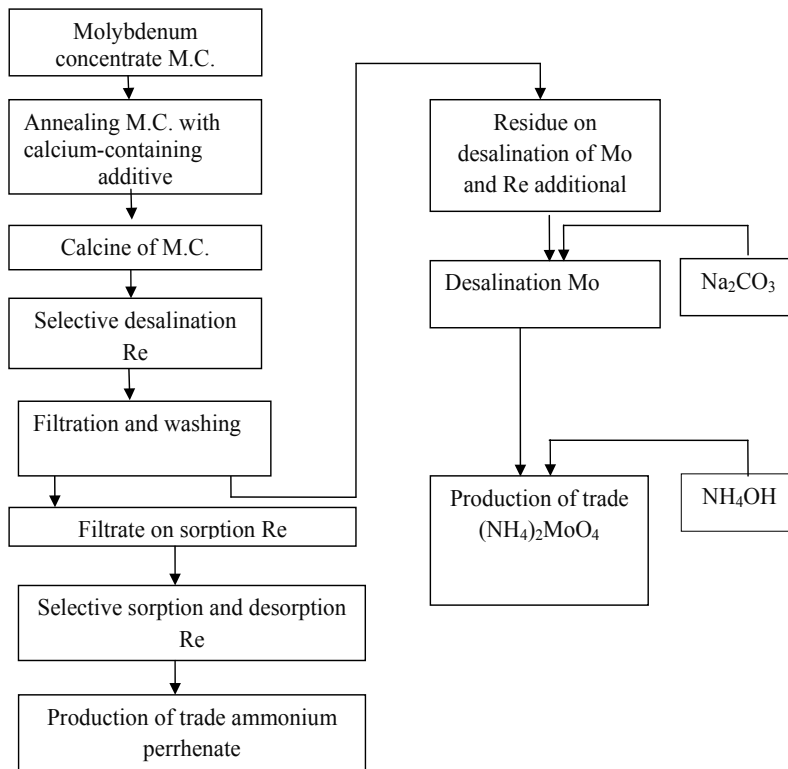 Molybdenum
concentrate M.C.
Annealing M.C. with
calcium-containing
additive
Calcine of M.C.
Selective desalination
Re
Filtration and washing
Filtrate on sorption Re
Selective sorption and desorption
Re
Production of trade ammonium
perrhenate
Residue on
desalination of Mo
and Re additional
Desalination Mo
Na₂CO₃
Production of trade
(NH₄)₂MoO₄
NH₄OH